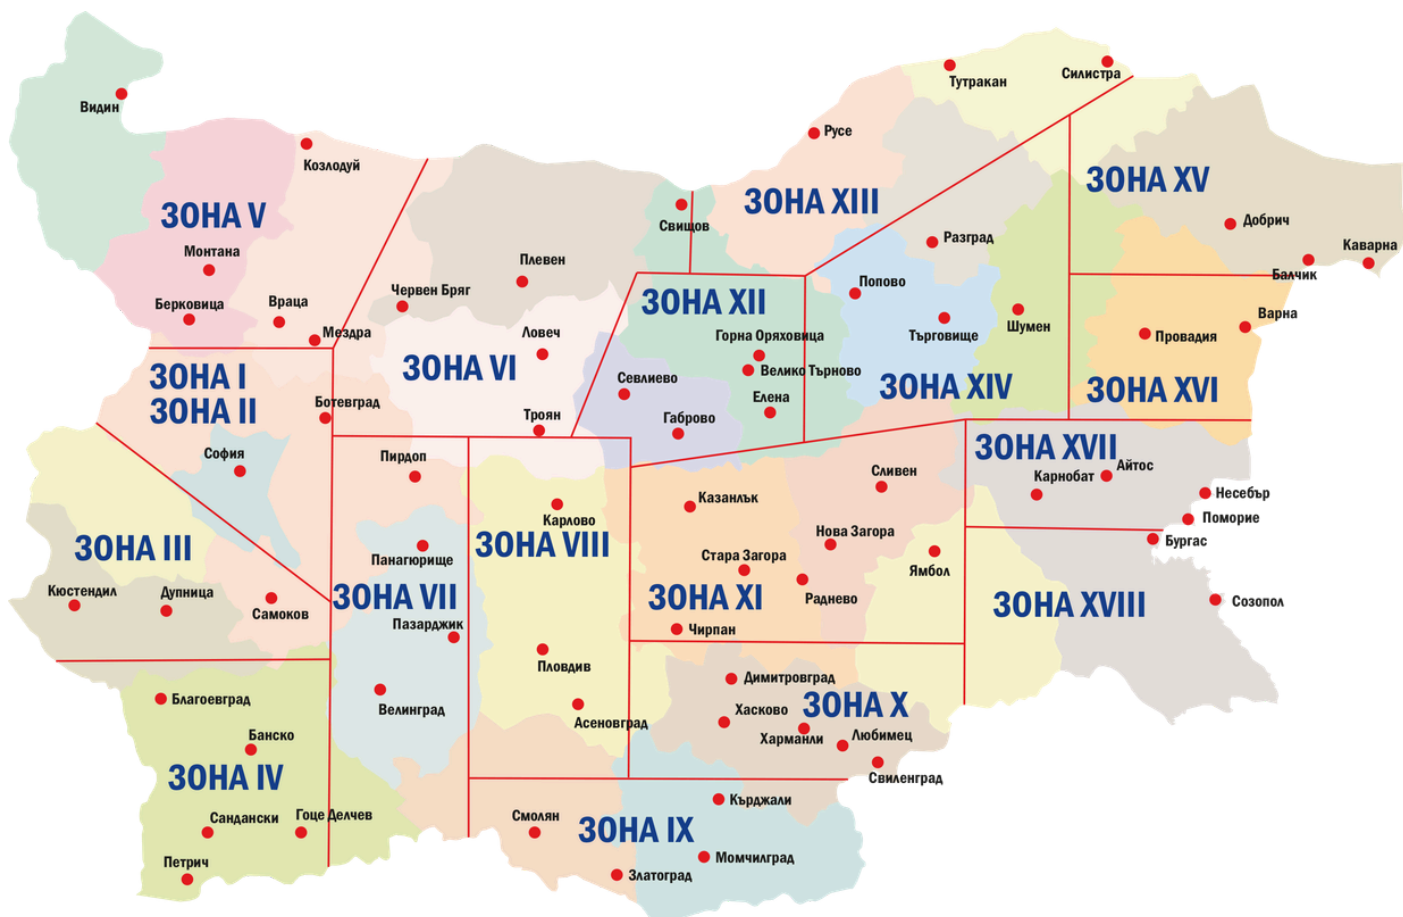 Тутракан
Силистра
Видин
Русе
Козлодуй
ЗОНА V
ЗОНА XIII
ЗОНА XV
Свищов
Добрич
Разград
Монтана
Плевен
Каварна
Балчик
Берковица
Враца
Червен Бряг
ЗОНА XII
Попово
Мездра
Ловеч
Горна Оряховица
Търговище
Шумен
Провадия
Варна
ЗОНА I
ЗОНА VI
Велико Търново
ЗОНА II
Севлиево
ЗОНА XIV
ЗОНА XVI
Ботевград
Троян
Габрово
Елена
София
Пирдоп
Сливен
ЗОНА XVII
Айтос
Карнобат
Казанлък
Несебър
Карлово
Поморие
Нова Загора
Бургас
ЗОНА III
Панагюрище
ЗОНА VIII
Стара Загора
Ямбол
Кюстендил
Дупница
ЗОНА VII
ЗОНА XI
Раднево
ЗОНА XVIII
Созопол
Самоков
Пазарджик
Чирпан
Пловдив
Димитровград
Благоевград
Велинград
Асеновград
Хасково
ЗОНА X
Банско
Харманли
Любимец
ЗОНА IV
Свиленград
Кърджали
Сандански
Гоце Делчев
Смолян
ЗОНА IX
Петрич
Момчилград
Златоград